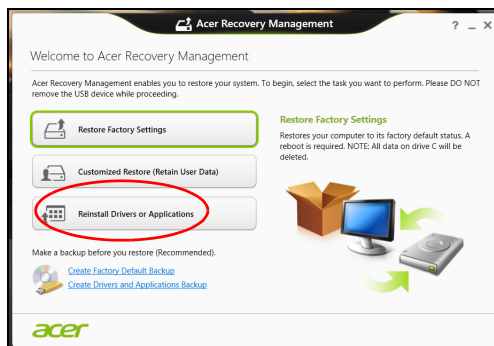 Acer Recovery Management
? _ X
Welcome to Acer Recovery Management
Acer Recovery Management enables you to restore your system. To begin, select the task you want to perform. Please DO NOT
remove the USB device while proceeding.
Restore Factory Settings
Customized Restore (Retain User Data)
Reinstall Drivers or Applications
Restore Factory Settings
Restores your computer to its factory default status. A
reboot is required. NOTE: All data on drive C will be
deleted.
Make a backup before you restore (Recommended).
Create Factory Default Backup
Create Drivers and Applications Backup
acer